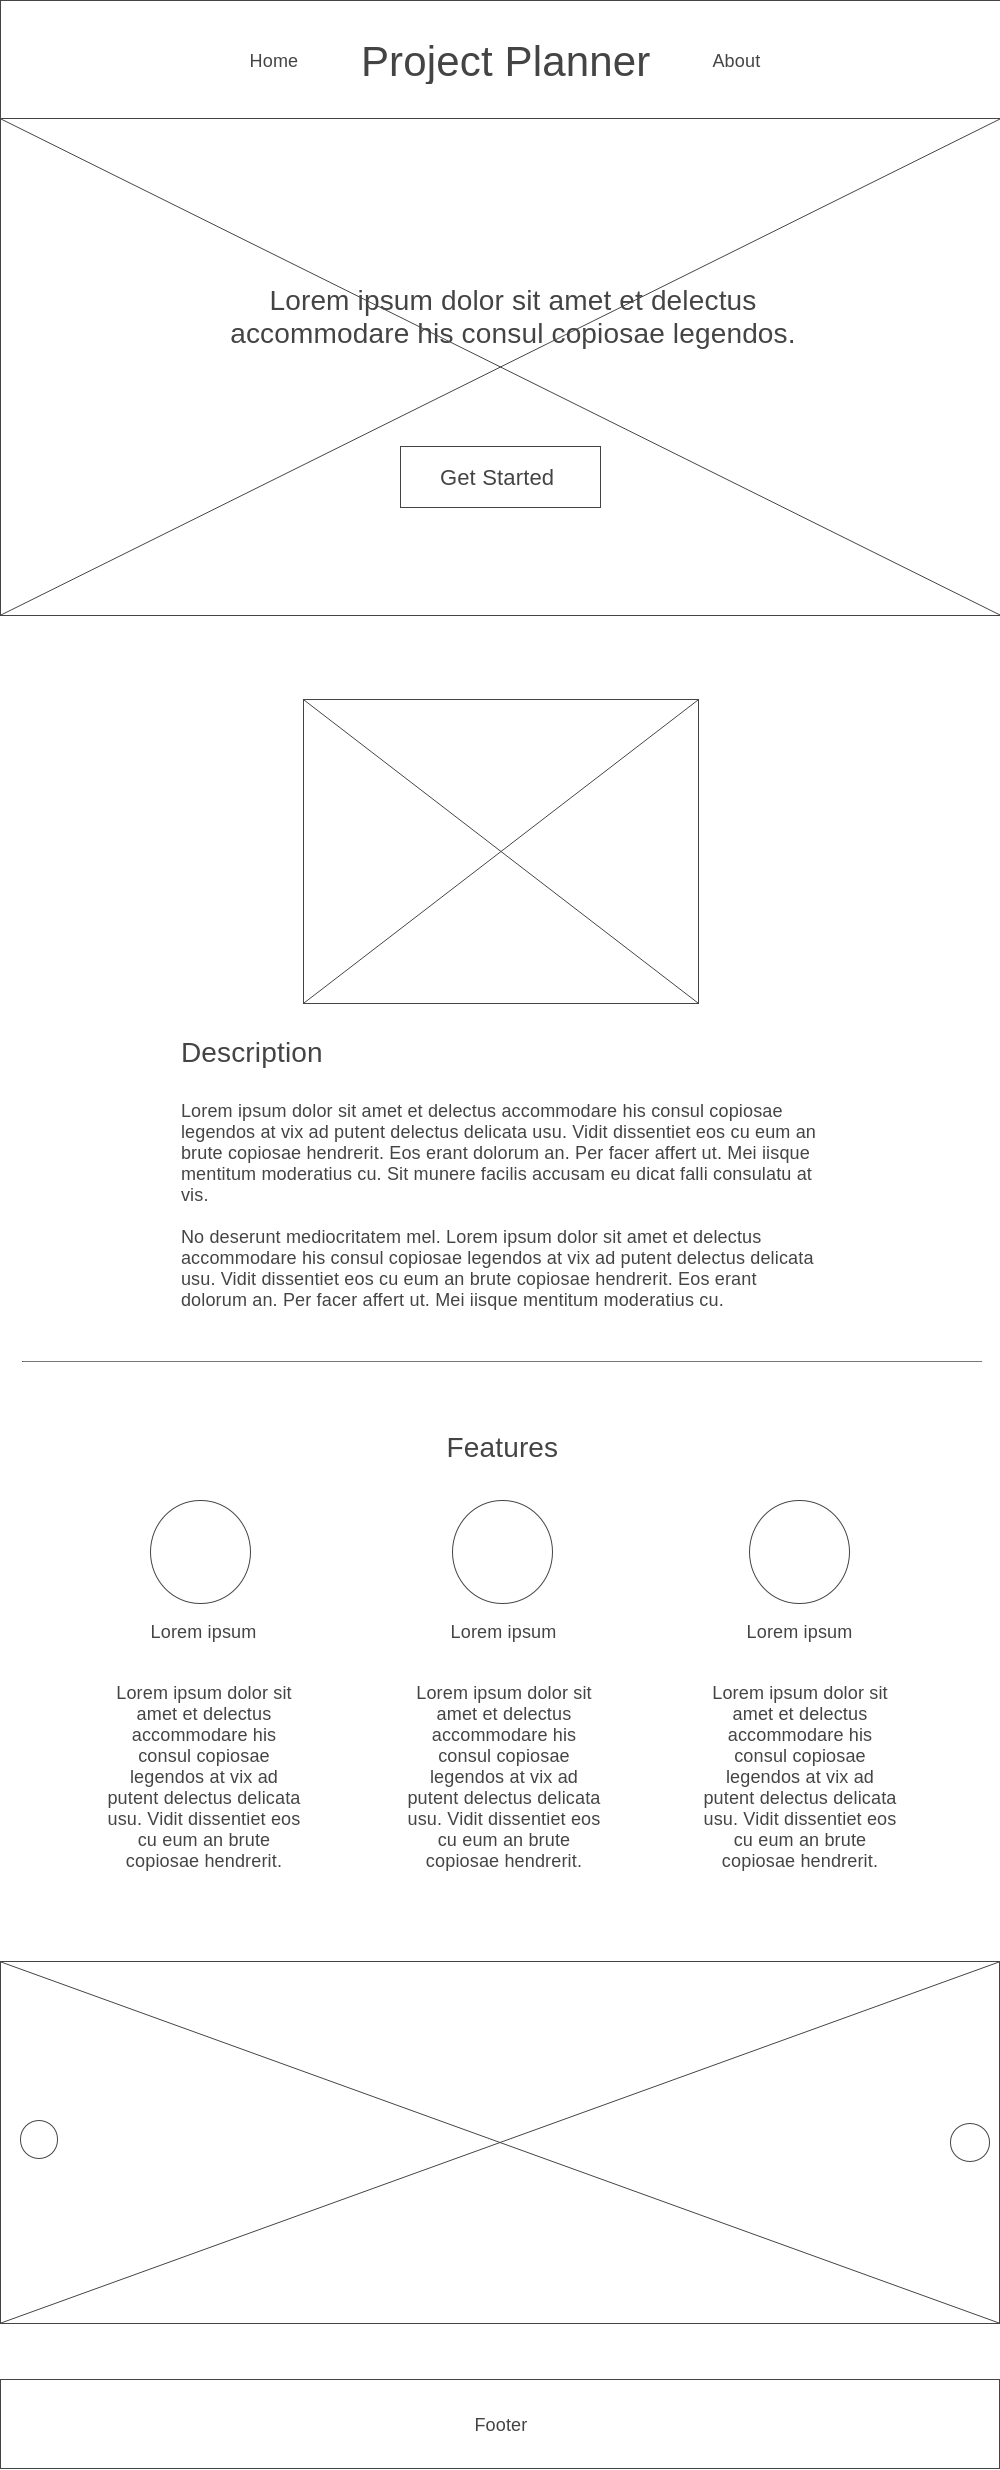 Home Project Planner About
Lorem ipsum dolor sit amet et delectus
accommodare his consul copiosae legendos.
Get Started
Description
Lorem ipsum dolor sit amet et delectus accommodare his consul copiosae
legendos at vix ad putent delectus delicata usu. Vidit dissentiet eos cu eum an
brute copiosae hendrerit. Eos erant dolorum an. Per facer affert ut. Mei iisque
mentitum moderatius cu. Sit munere facilis accusam eu dicat falli consulatu at
vis.
No deserunt mediocritatem mel. Lorem ipsum dolor sit amet et delectus
accommodare his consul copiosae legendos at vix ad putent delectus delicata
usu. Vidit dissentiet eos cu eum an brute copiosae hendrerit. Eos erant
dolorum an. Per facer affert ut. Mei iisque mentitum moderatius cu.
Features
Lorem ipsum
Lorem ipsum dolor sit
amet et delectus
accommodare his
consul copiosae
legendos at vix ad
putent delectus delicata
usu. Vidit dissentiet eos
cu eum an brute
copiosae hendrerit.
Lorem ipsum
Lorem ipsum dolor sit
amet et delectus
accommodare his
consul copiosae
legendos at vix ad
putent delectus delicata
usu. Vidit dissentiet eos
cu eum an brute
copiosae hendrerit.
Lorem ipsum
Lorem ipsum dolor sit
amet et delectus
accommodare his
consul copiosae
legendos at vix ad
putent delectus delicata
usu. Vidit dissentiet eos
cu eum an brute
copiosae hendrerit.
Footer